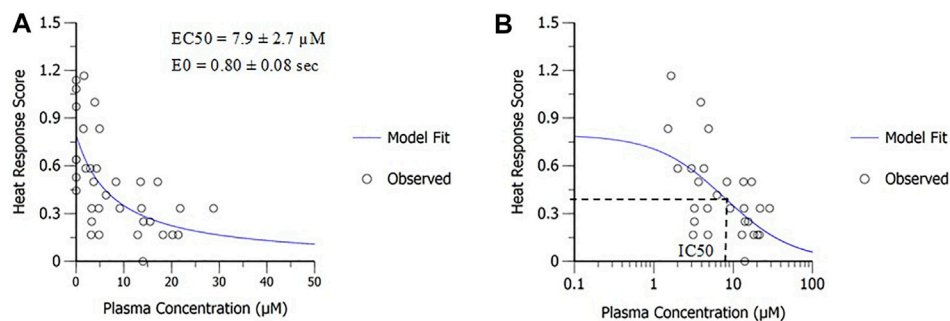 A
1.5
1.2
0.9
0.6
0.3
0
Heat Response Score
EC50 = 7.9 ± 2.7 µM
E0 = 0.80 ± 0.08 sec
0 10 20 30 40 50
Plasma Concentration (µM)
Model Fit
Observed
B
1.5
1.2
0.9
0.6
0.3
0
Heat Response Score
IC50
0.1 1 10 100
Plasma Concentration (µM)
Model Fit
Observed